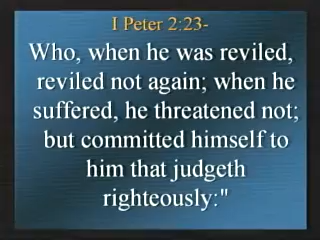 I Peter 2:23-
Who, when he was reviled,
reviled not again; when he
suffered, he threatened not;
but committed himself to
him that judgeth
righteously:"